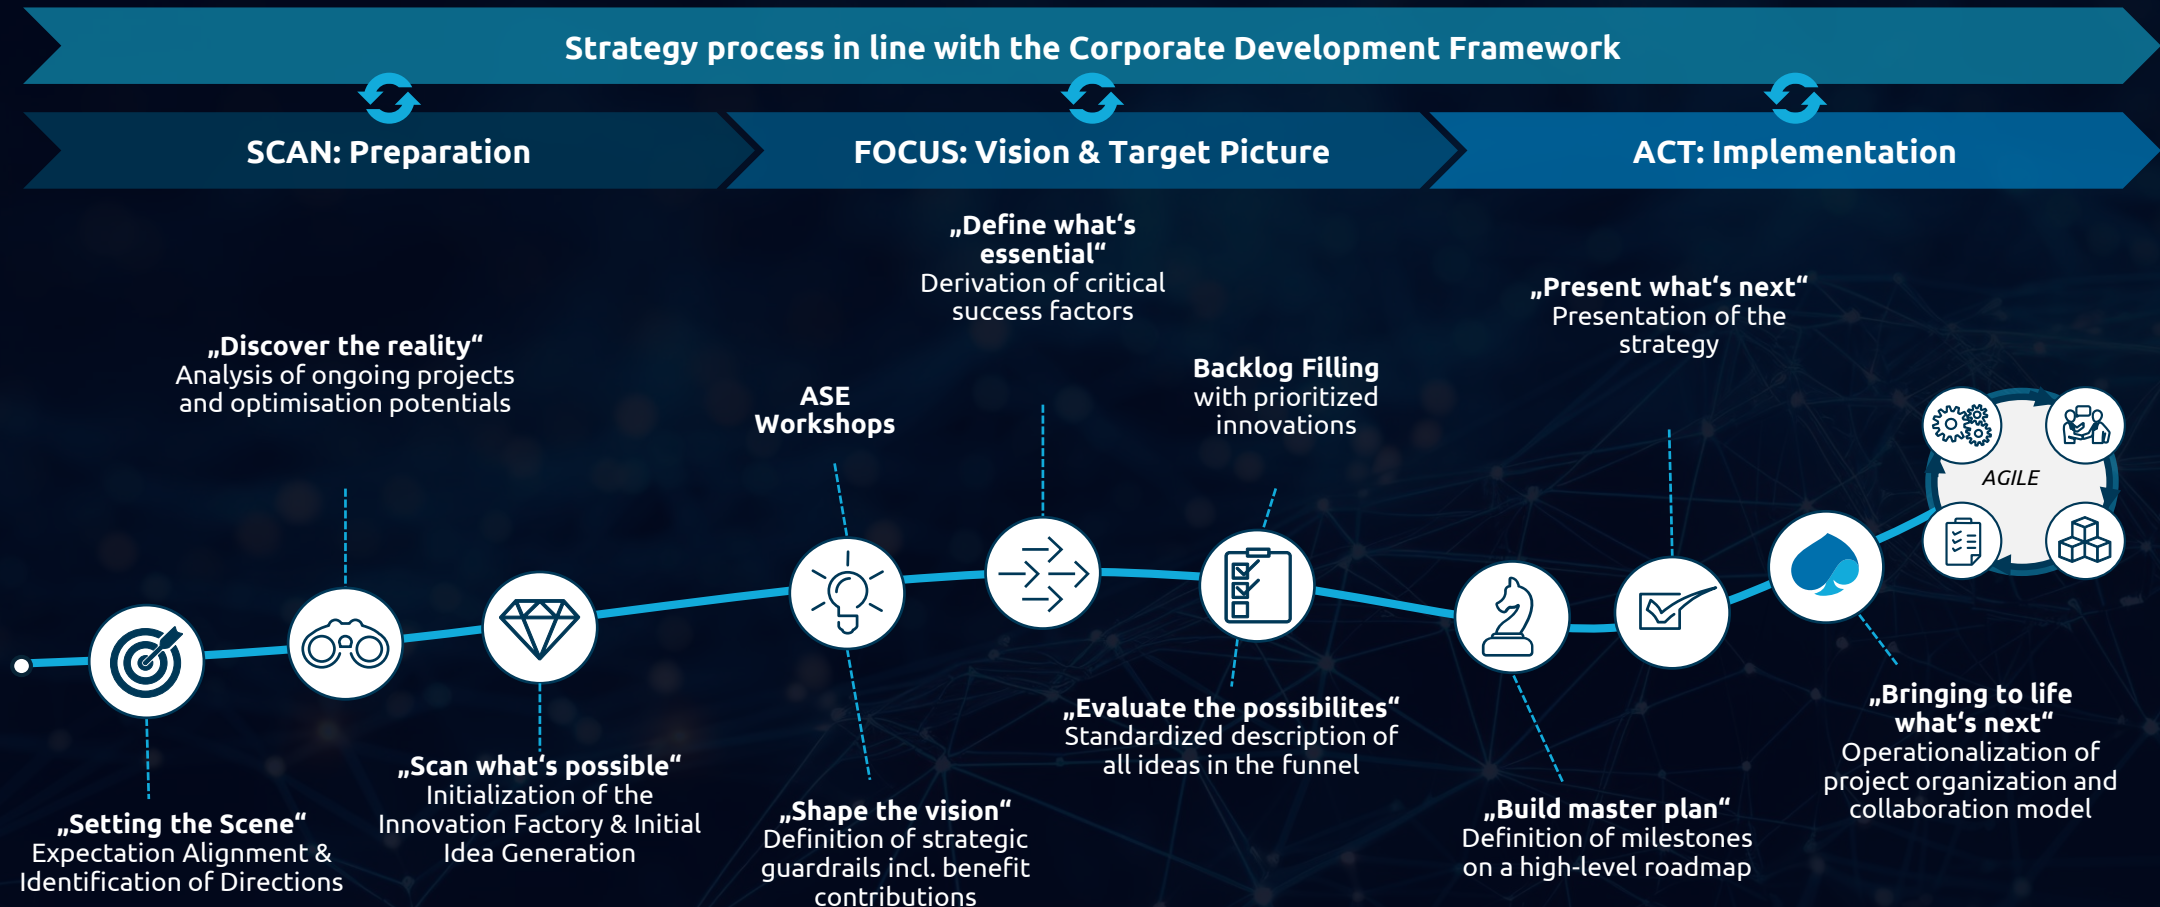 Strategy process in line with the Corporate Development Framework
SCAN: Preparation
FOCUS: Vision & Target Picture
ACT: Implementation
„Setting the Scene“
Expectation Alignment &
Identification of Directions
„Discover the reality“
Analysis of ongoing projects
and optimisation potentials
„Scan what‘s possible“
Initialization of the
Innovation Factory & Initial
Idea Generation
ASE
Workshops
„Shape the vision“
Definition of strategic
guardrails incl. benefit
contributions
„Define what‘s
essential“
Derivation of critical
success factors
Backlog Filling
with prioritized
innovations
„Evaluate the possibilites“
Standardized description of
all ideas in the funnel
„Build master plan“
Definition of milestones
on a high-level roadmap
„Present what‘s next“
Presentation of the
strategy
„Bringing to life
what‘s next“
Operationalization of
project organization and
collaboration model
AGILE